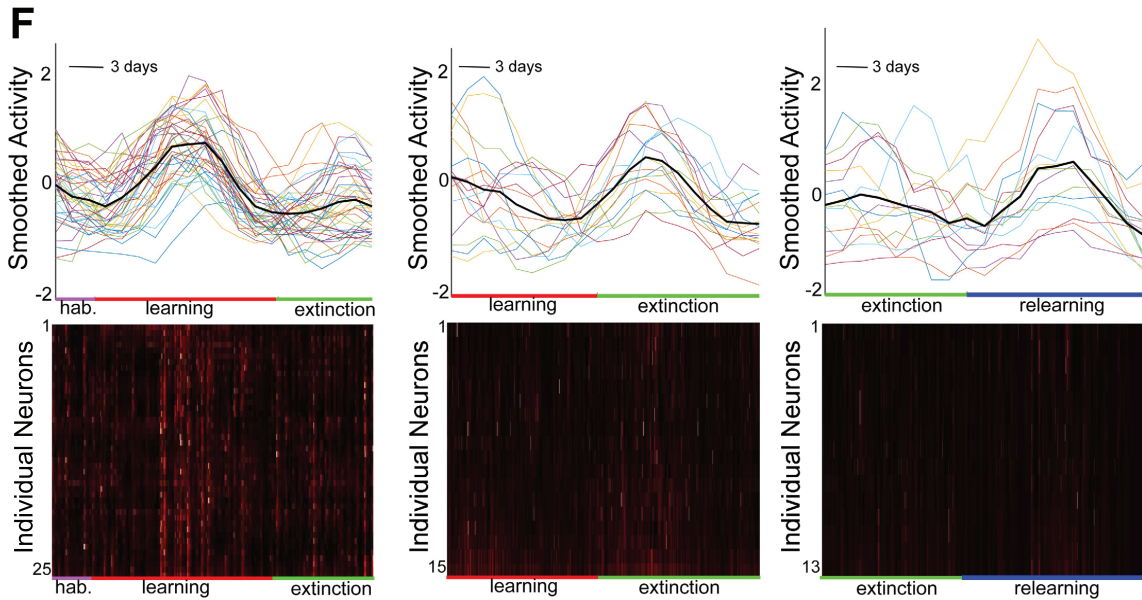 F
Smoothed Activity
2
0
-2
3 days
hab. learning extinction
Smoothed Activity
2
0
-2
3 days
learning extinction
Smoothed Activity
2
0
-2
3 days
extinction relearning
Individual Neurons
1
25
hab. learning extinction
Individual Neurons
1
15
learning extinction
Individual Neurons
1
13
extinction relearning